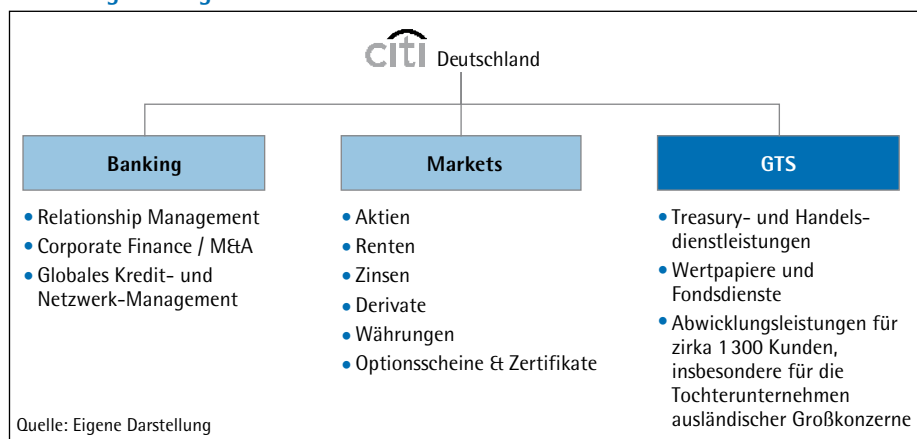 citi Deutschland
Banking
• Relationship Management
• Corporate Finance / M&A
• Globales Kredit- und
Netzwerk-Management
Markets
• Aktien
• Renten
• Zinsen
• Derivate
• Währungen
• Optionsscheine & Zertifikate
GTS
• Treasury- und Handels-
dienstleistungen
• Wertpapiere und
Fondsdienste
• Abwicklungsleistungen für
zirka 1300 Kunden,
insbesondere für die
Tochterunternehmen
ausländischer Großkonzerne
Quelle: Eigene Darstellung